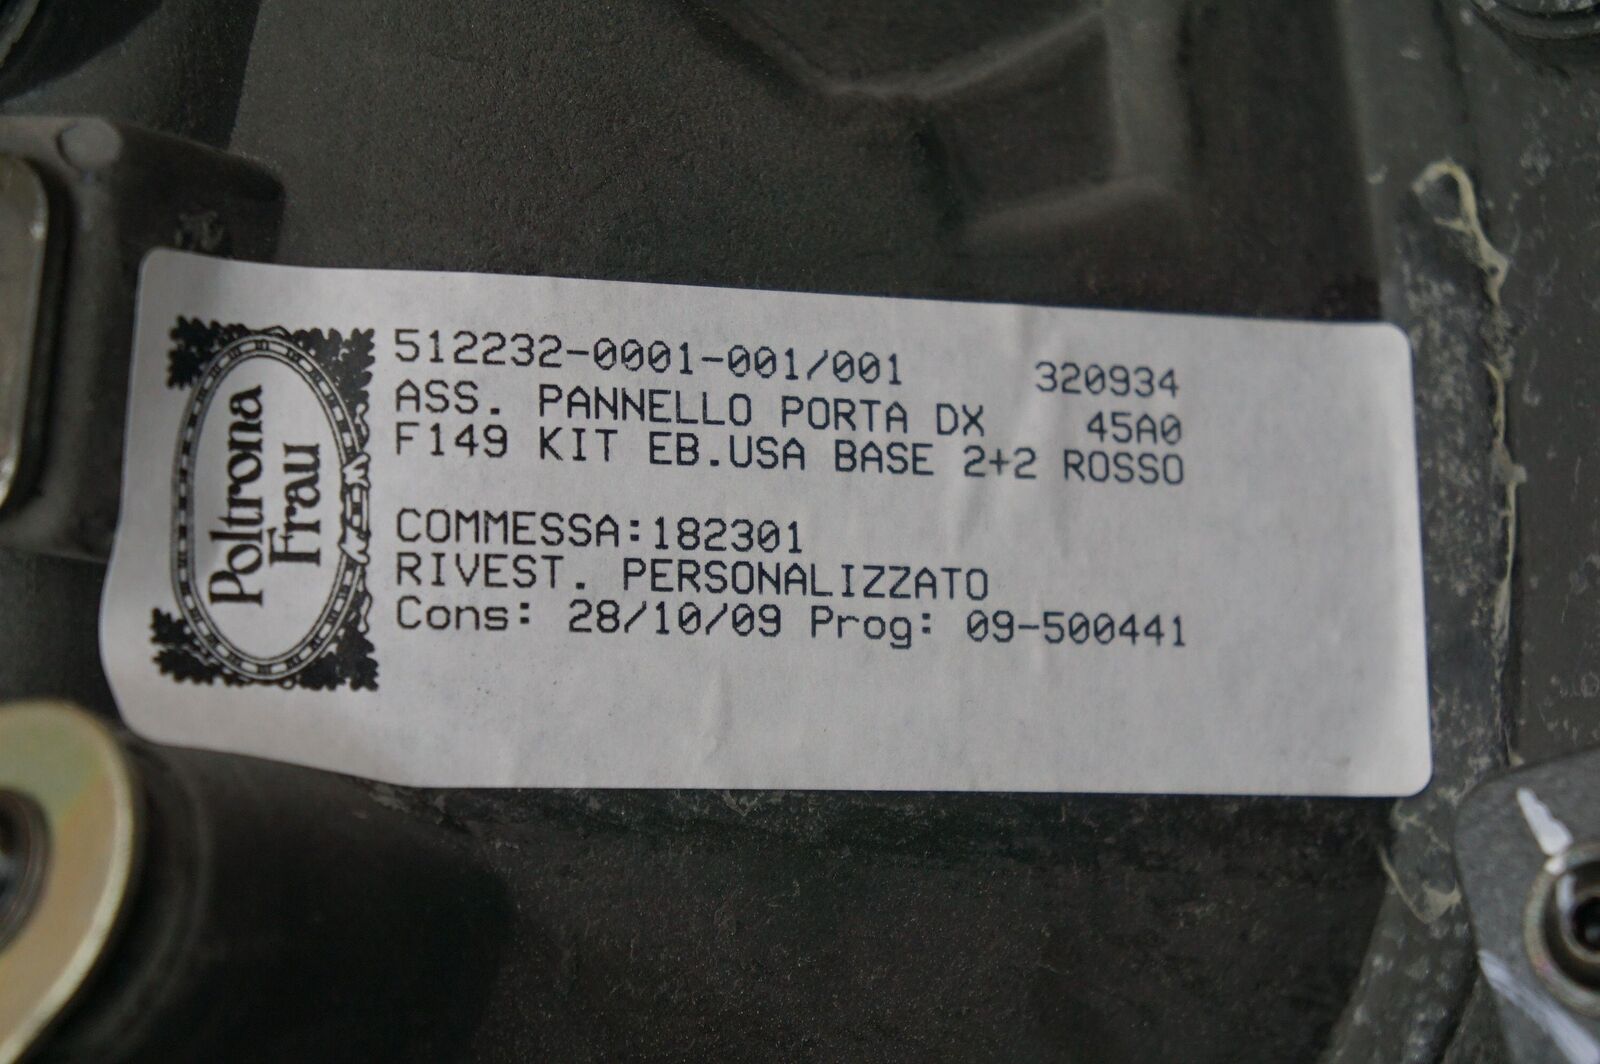 Poltrona
Frau
512232-0001-001/001 320934
ASS. PANNELLO PORTA DX 45A0
F149 KIT EB.USA BASE 2+2 ROSSO
COMMESSA:182301
RIVEST. PERSONALIZZATO
Cons: 28/10/09 Prog: 09-500441